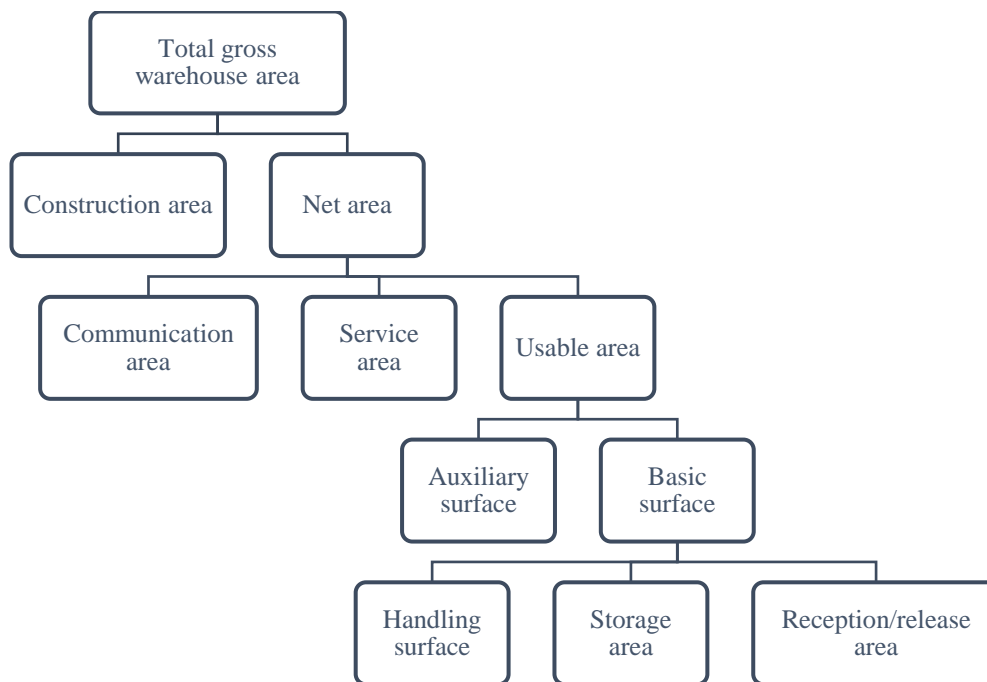 Total gross
warehouse area
Construction area
Net area
Communication
area
Service
area
Usable area
Auxiliary
surface
Basic
surface
Handling
surface
Storage
area
Reception/release
area